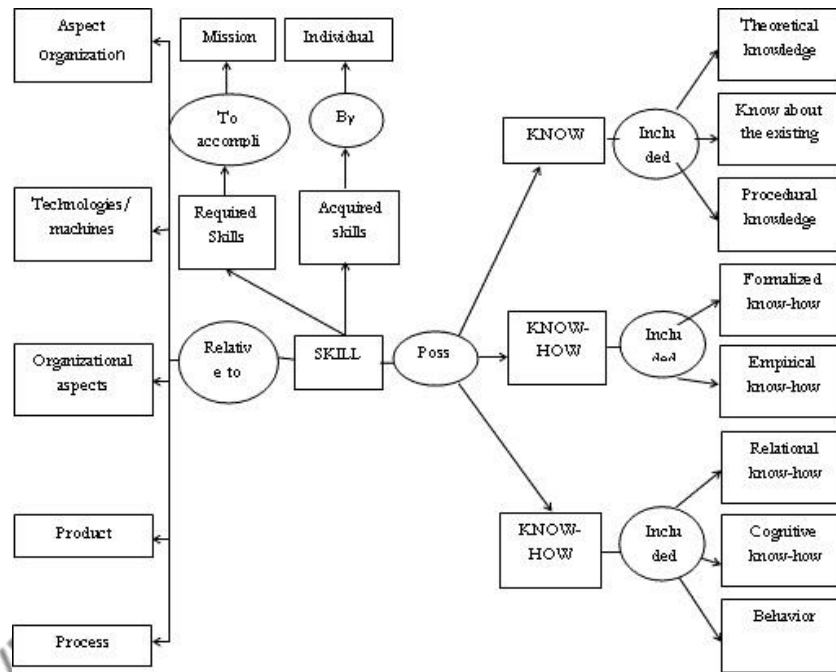 Aspect
Organization
Technologies/
machines
Organizational
aspects
Product
Process
Mission
To
accompli
Required
Skills
Individual
By
Acquired
skills
Relativ
e to
SKILL
Poss
KNOW
Inclu
ded
Theoretical
knowledge
Know about
the existing
Procedural
knowledge
KNOW-
HOW
Inclu
ded
Formalized
know-how
Empirical
know-how
KNOW-
HOW
Inclu
ded
Relational
know-how
Cognitive
know-how
Behavior